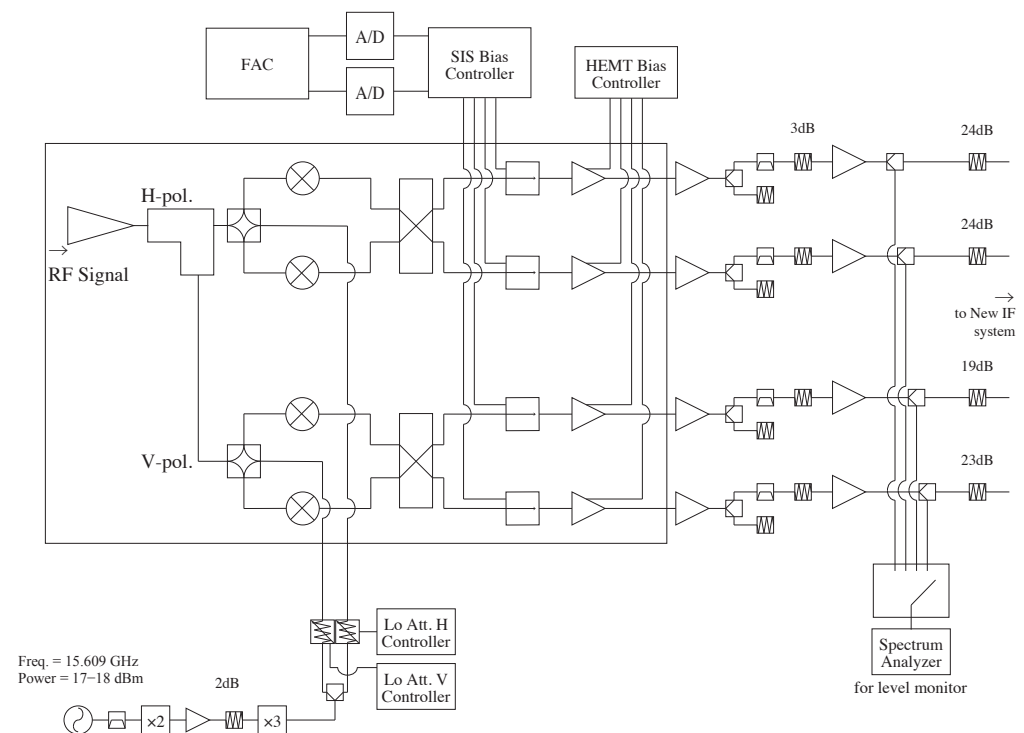 FAC
A/D
A/D
SIS Bias
Controller
HEMT Bias
Controller
3dB
24dB
H-pol.
→
RF Signal
24dB
→
to New IF
system
19dB
V-pol.
23dB
Lo Att. H
Controller
Lo Att. V
Controller
Spectrum
Analyzer
for level monitor
Freq. = 15.609 GHz
Power = 17−18 dBm
2dB
×2
×3